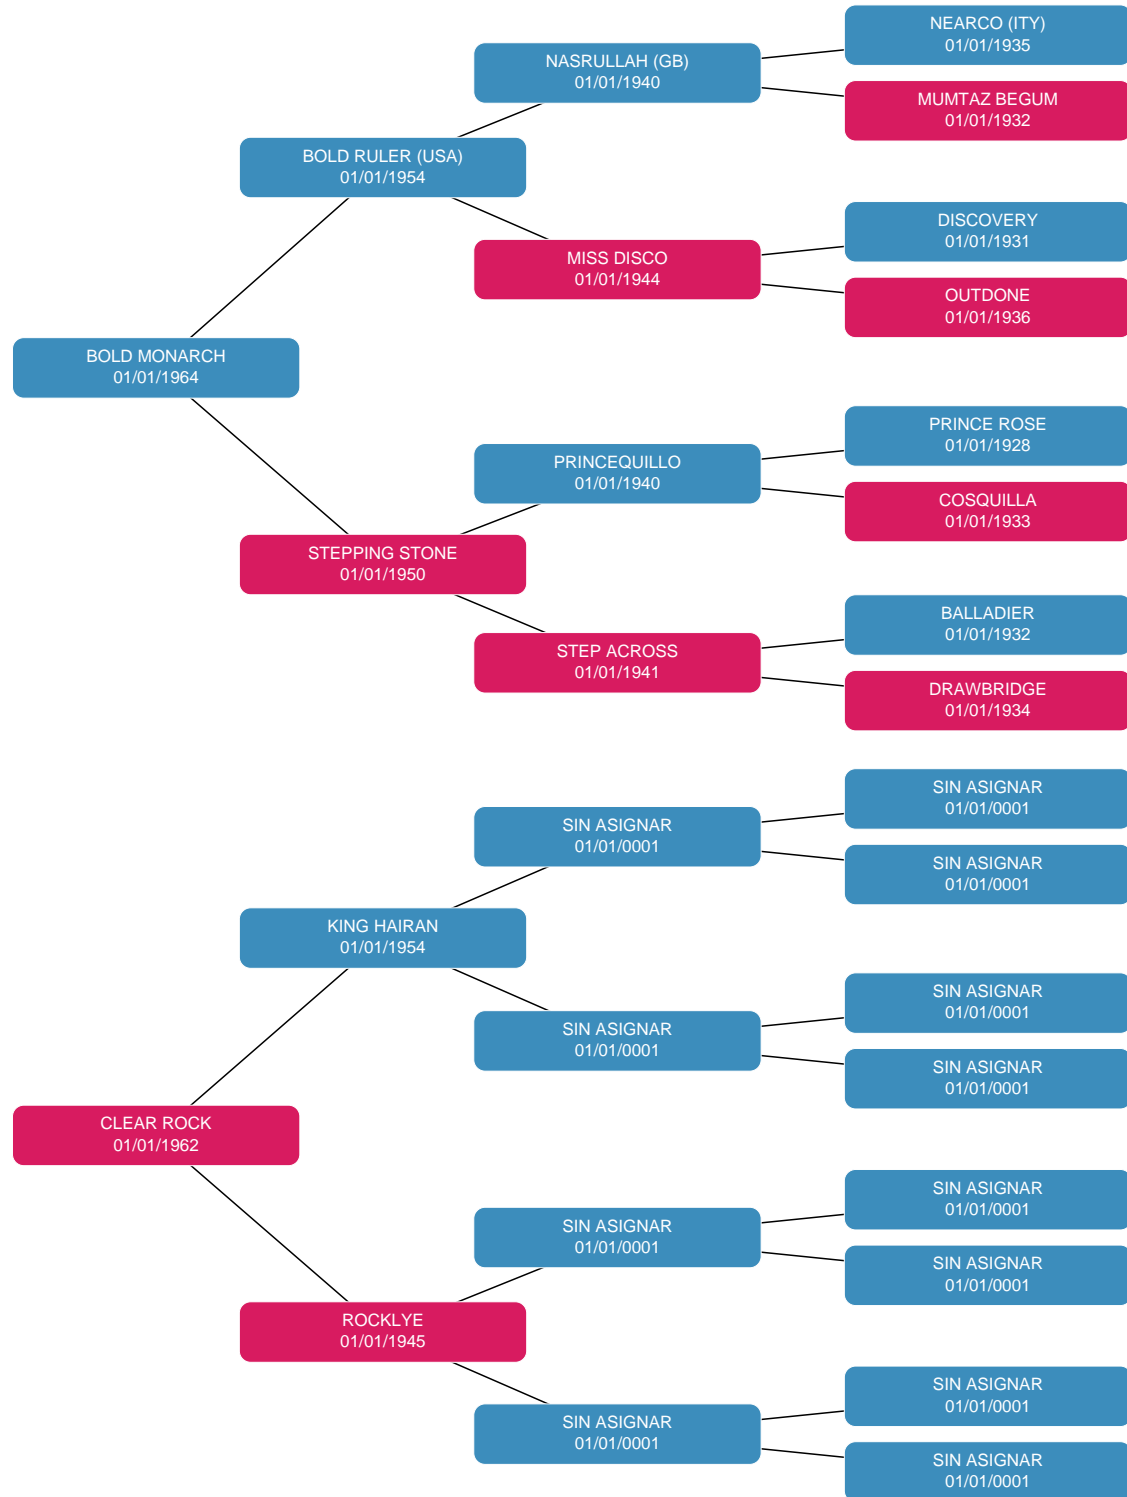 NEARCO (ITY)
01/01/1935
NASRULLAH (GB)
01/01/1940
MUMTAZ BEGUM
01/01/1932
BOLD RULER (USA)
01/01/1954
DISCOVERY
01/01/1931
MISS DISCO
01/01/1944
OUTDONE
01/01/1936
BOLD MONARCH
01/01/1964
PRINCE ROSE
01/01/1928
PRINCEQUILLO
01/01/1940
COSQUILLA
01/01/1933
STEPPING STONE
01/01/1950
BALLADIER
01/01/1932
STEP ACROSS
01/01/1941
DRAWBRIDGE
01/01/1934
SIN ASIGNAR
01/01/0001
SIN ASIGNAR
01/01/0001
SIN ASIGNAR
01/01/0001
KING HAIRAN
01/01/1954
SIN ASIGNAR
01/01/0001
SIN ASIGNAR
01/01/0001
SIN ASIGNAR
01/01/0001
CLEAR ROCK
01/01/1962
SIN ASIGNAR
01/01/0001
SIN ASIGNAR
01/01/0001
SIN ASIGNAR
01/01/0001
ROCKLYE
01/01/1945
SIN ASIGNAR
01/01/0001
SIN ASIGNAR
01/01/0001
SIN ASIGNAR
01/01/0001